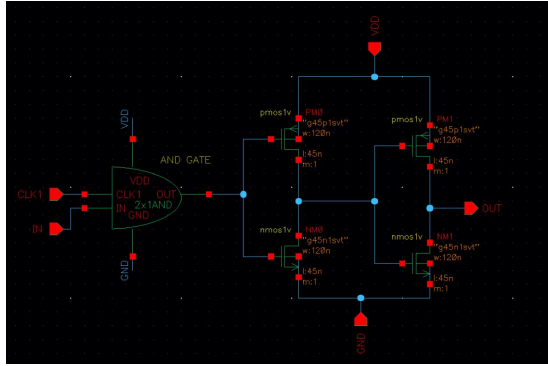 VDD
pmos1v
PM0
"g45p1svt"
w:120n
l:45n
m:1
pmos1v
PM1
"g45p1svt"
w:120n
l:45n
m:1
VDD
AND GATE
VDD
CLK1
CLK1 OUT
IN
IN 2x1AND
GND
GND
nmos1v
NM0
"g45n1svt"
w:120n
l:45n
m:1
nmos1v
NM1
"g45n1svt"
w:120n
l:45n
m:1
OUT
GND